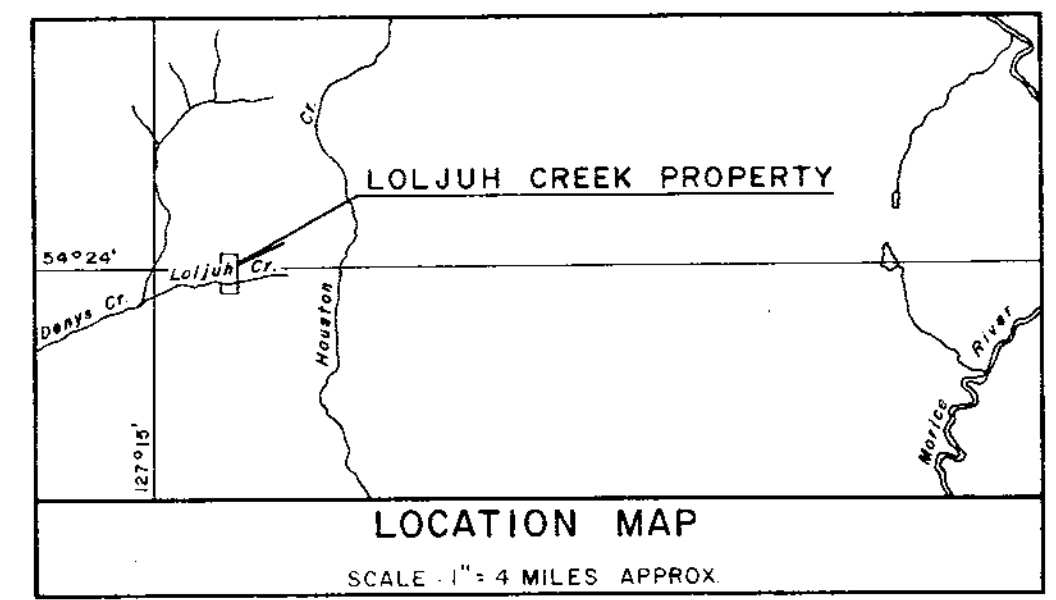 Cr.
LOLJUH CREEK PROPERTY
54°24'
Loljuh Cr.
Denys Cr.
Houston
River
Morice
127°15'
LOCATION MAP
SCALE - 1" = 4 MILES APPROX.